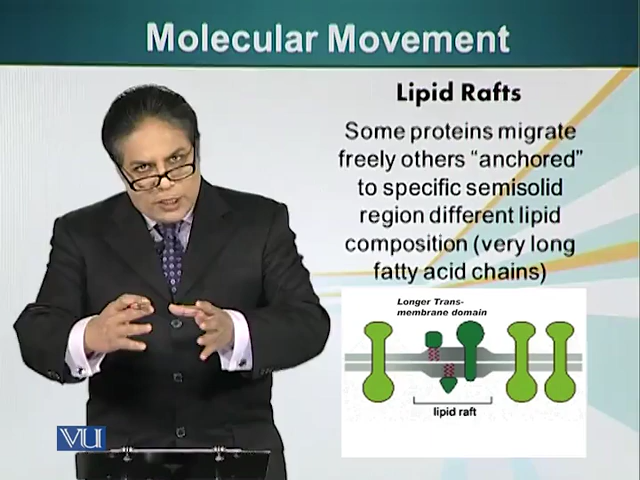 Molecular Movement
Lipid Rafts
Some proteins migrate
freely others “anchored”
to specific semisolid
region different lipid
composition (very long
fatty acid chains)
Longer Trans-
membrane domain
lipid raft
VU